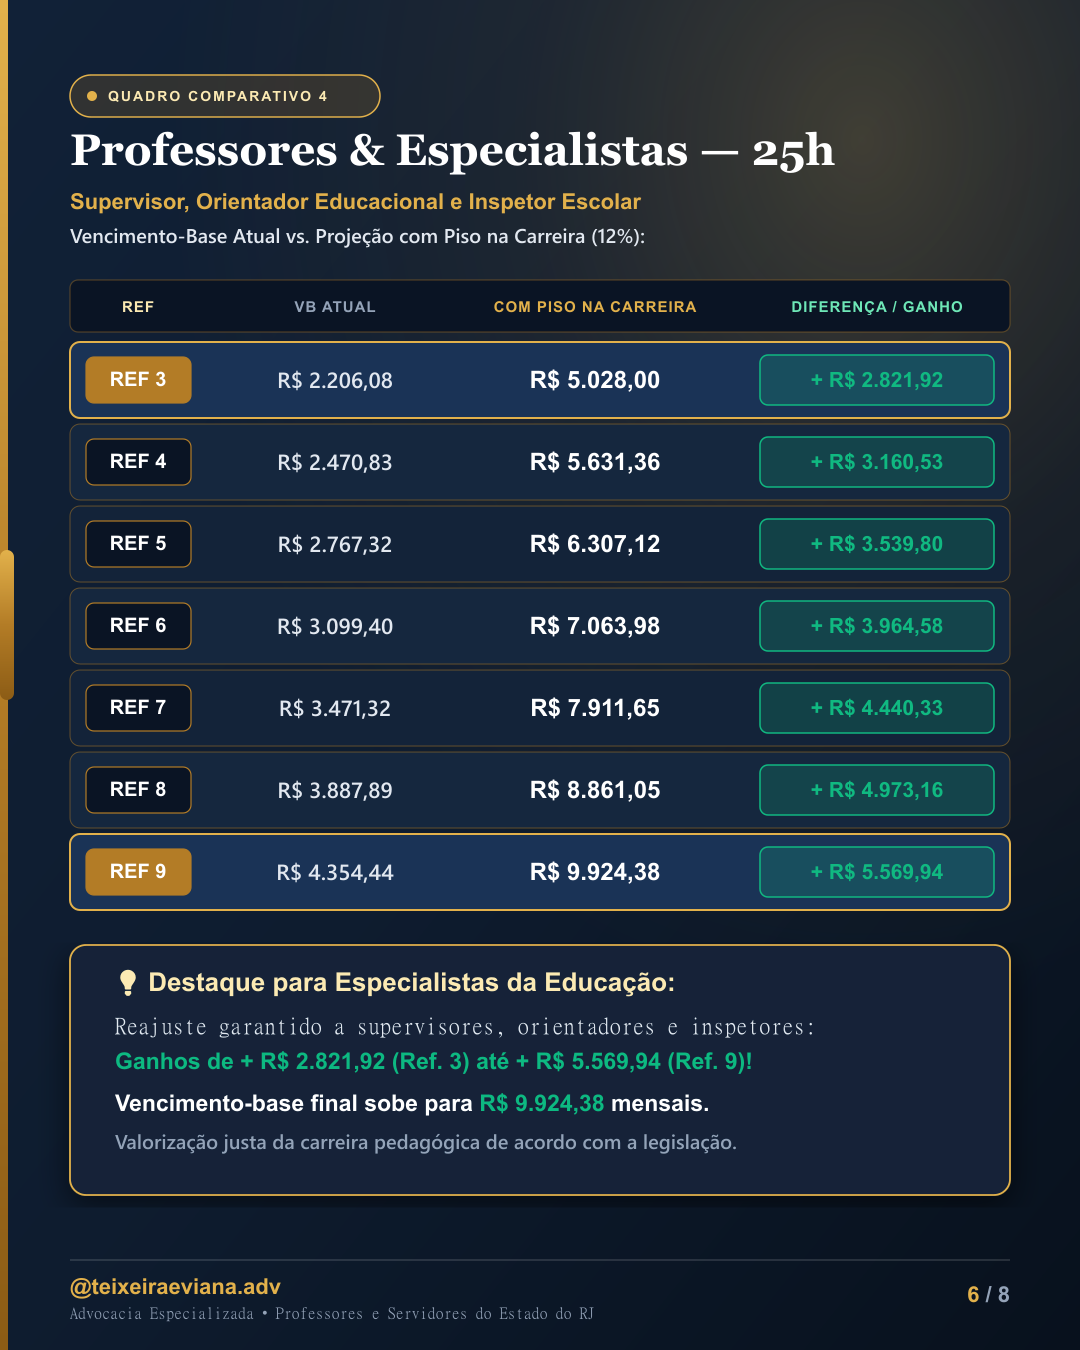 QUADRO COMPARATIVO 4
Professores & Especialistas — 25h
Supervisor, Orientador Educacional e Inspetor Escolar
Vencimento-Base Atual vs. Projeção com Piso na Carreira (12%):
REF VB ATUAL COM PISO NA CARREIRA DIFERENÇA / GANHO
REF 3 R$ 2.206,08 R$ 5.028,00 + R$ 2.821,92
REF 4 R$ 2.470,83 R$ 5.631,36 + R$ 3.160,53
REF 5 R$ 2.767,32 R$ 6.307,12 + R$ 3.539,80
REF 6 R$ 3.099,40 R$ 7.063,98 + R$ 3.964,58
REF 7 R$ 3.471,32 R$ 7.911,65 + R$ 4.440,33
REF 8 R$ 3.887,89 R$ 8.861,05 + R$ 4.973,16
REF 9 R$ 4.354,44 R$ 9.924,38 + R$ 5.569,94
Destaque para Especialistas da Educação:
Reajuste garantido a supervisores, orientadores e inspetores:
Ganhos de + R$ 2.821,92 (Ref. 3) até + R$ 5.569,94 (Ref. 9)!
Vencimento-base final sobe para R$ 9.924,38 mensais.
Valorização justa da carreira pedagógica de acordo com a legislação.
@teixeiraeviana.adv
Advocacia Especializada • Professores e Servidores do Estado do RJ
6 / 8